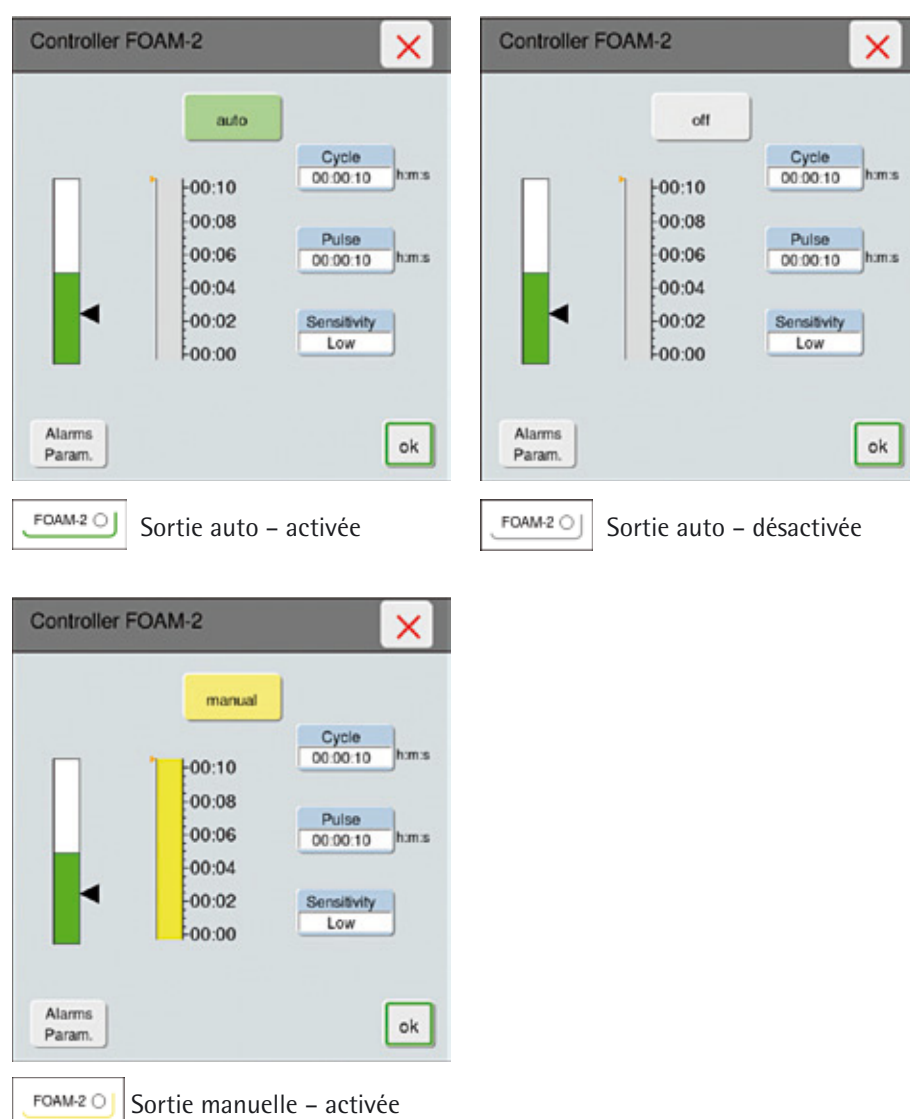 Controller FOAM-2
auto
Cycle
00:00:10 h:m:s
00:10
00:08
Pulse
00:00:10 h:m:s
00:06
00:04
00:02
00:00
Sensitivity
Low
Alarms
Param.
ok
FOAM-2
Sortie auto – activée
Controller FOAM-2
off
Cycle
00:00:10 h:m:s
00:10
00:08
Pulse
00:00:10 h:m:s
00:06
00:04
00:02
00:00
Sensitivity
Low
Alarms
Param.
ok
FOAM-2
Sortie auto – désactivée
Controller FOAM-2
manual
Cycle
00:00:10 h:m:s
00:10
00:08
Pulse
00:00:10 h:m:s
00:06
00:04
00:02
00:00
Sensitivity
Low
Alarms
Param.
ok
FOAM-2
Sortie manuelle – activée